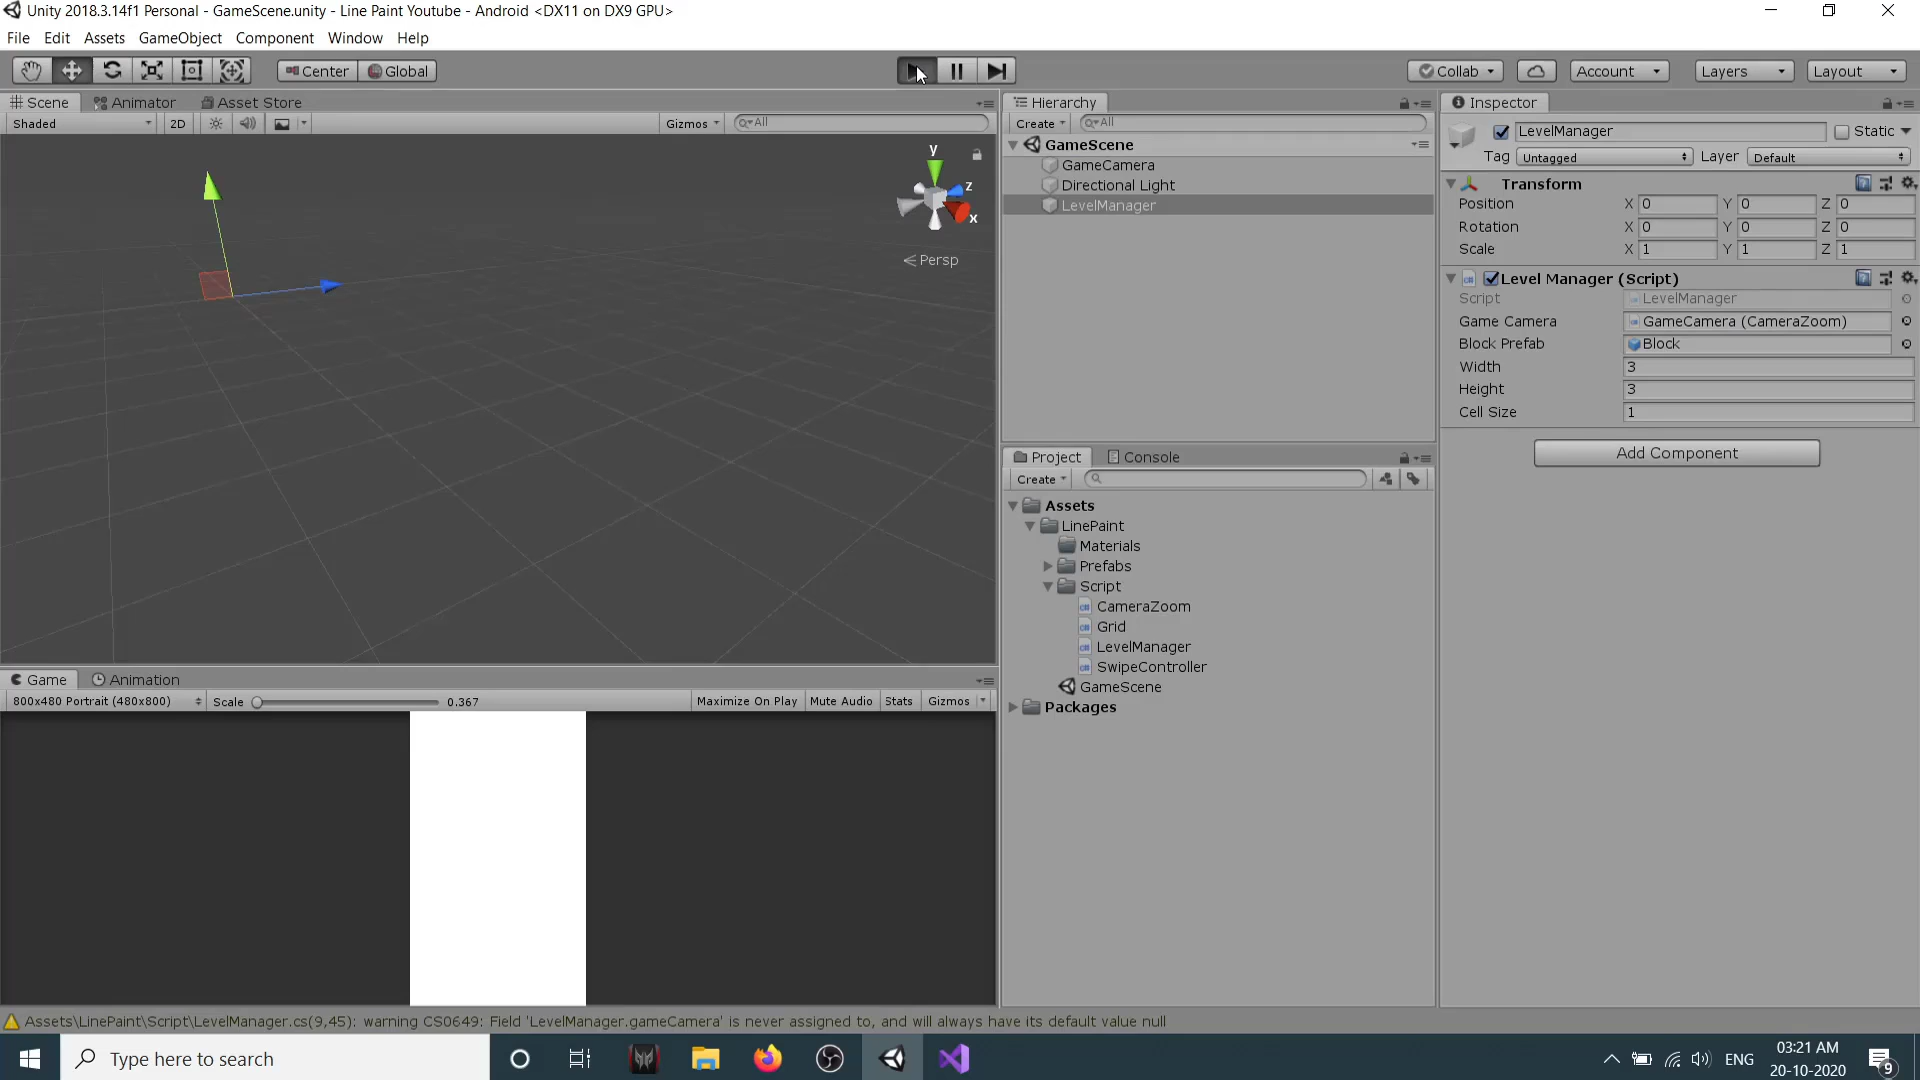 Unity 2018.3.14f1 Personal - GameScene.unity - Line Paint Youtube - Android <DX11 on DX9 GPU>
File Edit Assets GameObject Component Window Help
Center Global Collab Account Layers Layout
Scene Animator Asset Store
Shaded 2D Gizmos All
y
z
x
Persp
Hierarchy
Create All
GameScene
GameCamera
Directional Light
LevelManager
Inspector
LevelManager Static
Tag Untagged Layer Default
Transform
Position X 0 Y 0 Z 0
Rotation X 0 Y 0 Z 0
Scale X 1 Y 1 Z 1
Level Manager (Script)
Script LevelManager
Game Camera GameCamera (CameraZoom)
Block Prefab Block
Width 3
Height 3
Cell Size 1
Add Component
Project Console
Create
Assets
LinePaint
Materials
Prefabs
Script
CameraZoom
Grid
LevelManager
SwipeController
GameScene
Packages
Game Animation
800x480 Portrait (480x800) Scale 0.367 Maximize On Play Mute Audio Stats Gizmos
Assets\LinePaint\Script\LevelManager.cs(9,45): warning CS0649: Field 'LevelManager.gameCamera' is never assigned to, and will always have its default value null
Type here to search
ENG
03:21 AM
20-10-2020
9